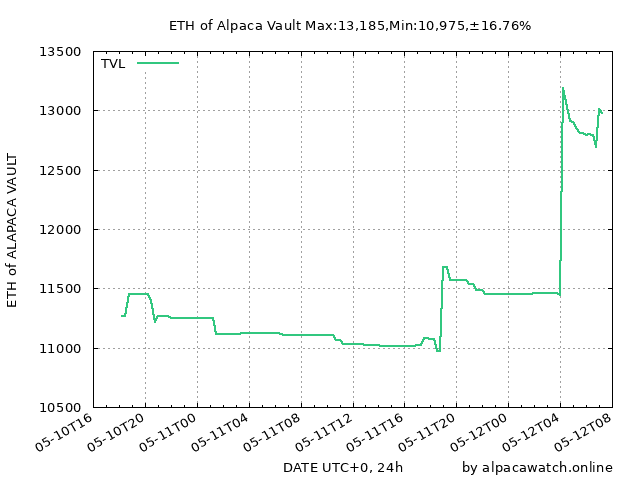 ETH of Alpaca Vault Max:13,185,Min:10,975,±16.76%
TVL
13500
13000
12500
12000
11500
11000
10500
ETH of ALAPACA VAULT
05-10T16
05-10T20
05-11T00
05-11T04
05-11T08
05-11T12
05-11T16
05-11T20
05-12T00
05-12T04
05-12T08
DATE UTC+0, 24h
by alpacawatch.online